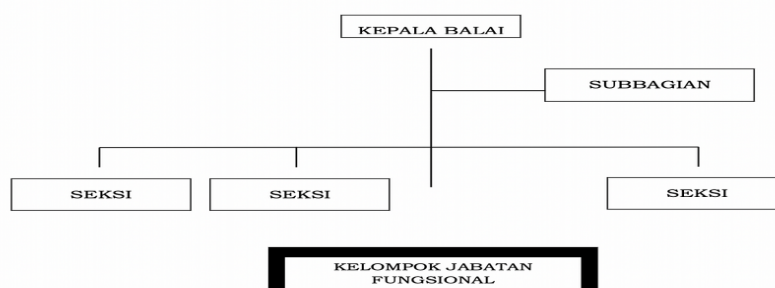 KEPALA BALAI
SUBBAGIAN
SEKSI
SEKSI
SEKSI
KELOMPOK JABATAN
FUNGSIONAL